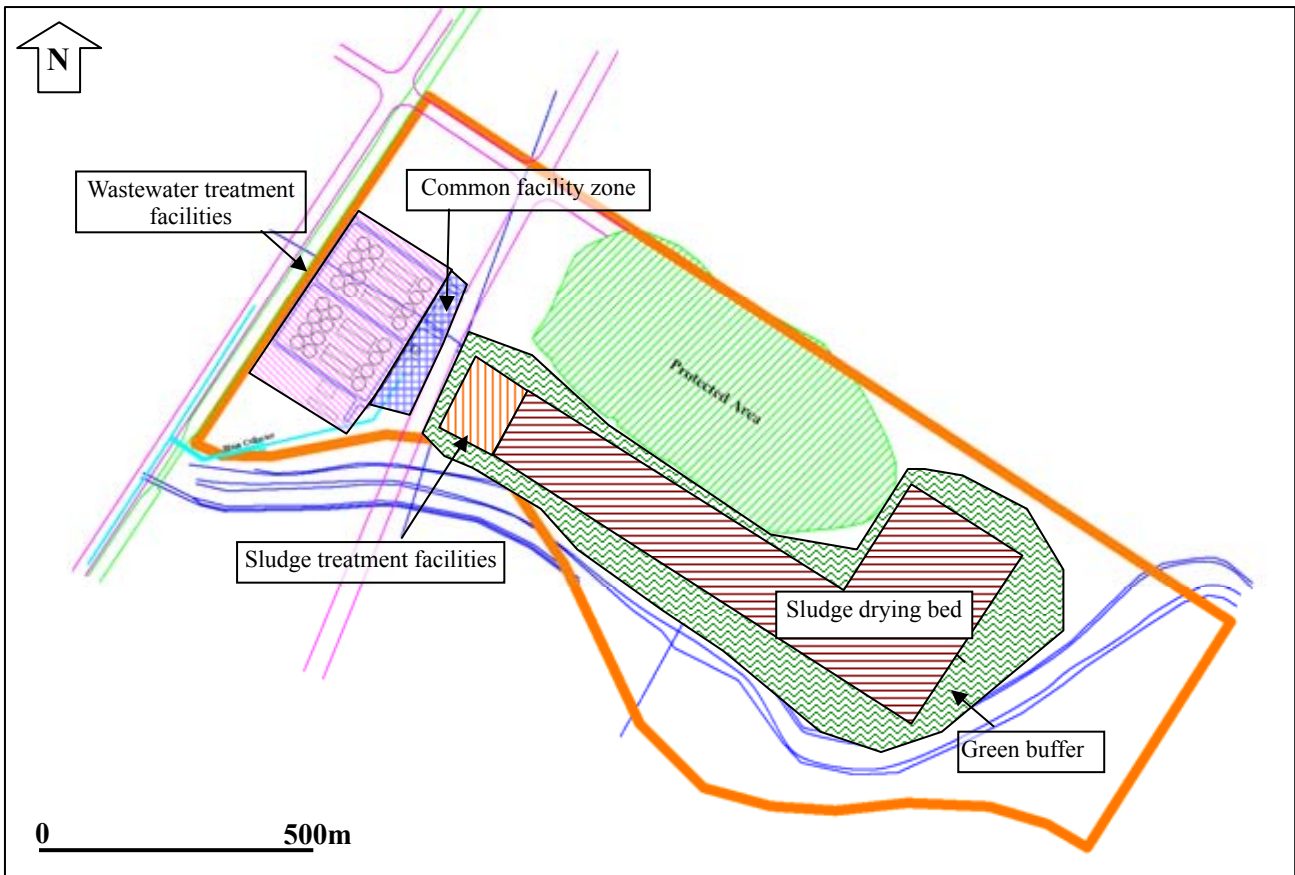 N
Wastewater treatment
facilities
Common facility zone
Protected Area
Sludge treatment facilities
Sludge drying bed
Green buffer
0 500m